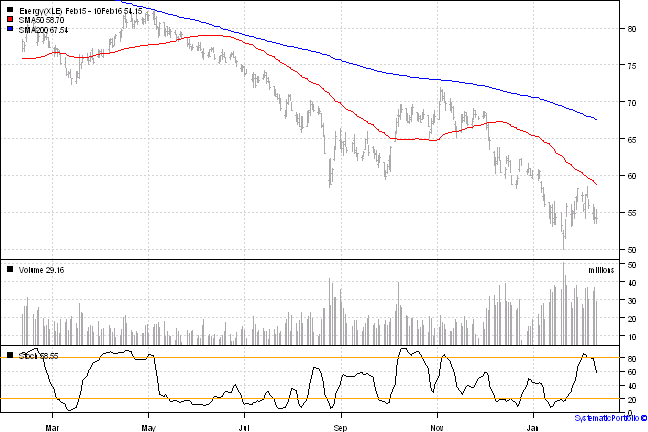 Energy(XLE) Feb15 - 10Feb16 54.15
SMA50 58.70
SMA200 67.54
80
75
70
65
60
55
50
Volume 29.16
millions
50
40
30
20
10
Stoch 58.55
80
60
40
20
0
Mar
May
Jul
Sep
Nov
Jan
SystematicPortfolio ©